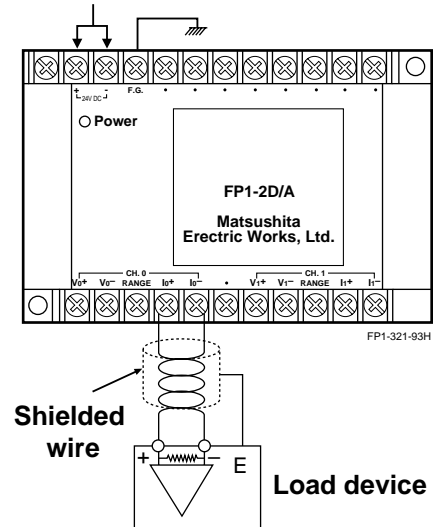 + -
24V DC
F.G.
Power
FP1-2D/A
Matsushita
Erectric Works, Ltd.
CH. 0
CH. 1
V0+ V0− RANGE I0+ I0− V1+ V1− RANGE I1+ I1−
FP1-321-93H
Shielded
wire
+ − E
Load device